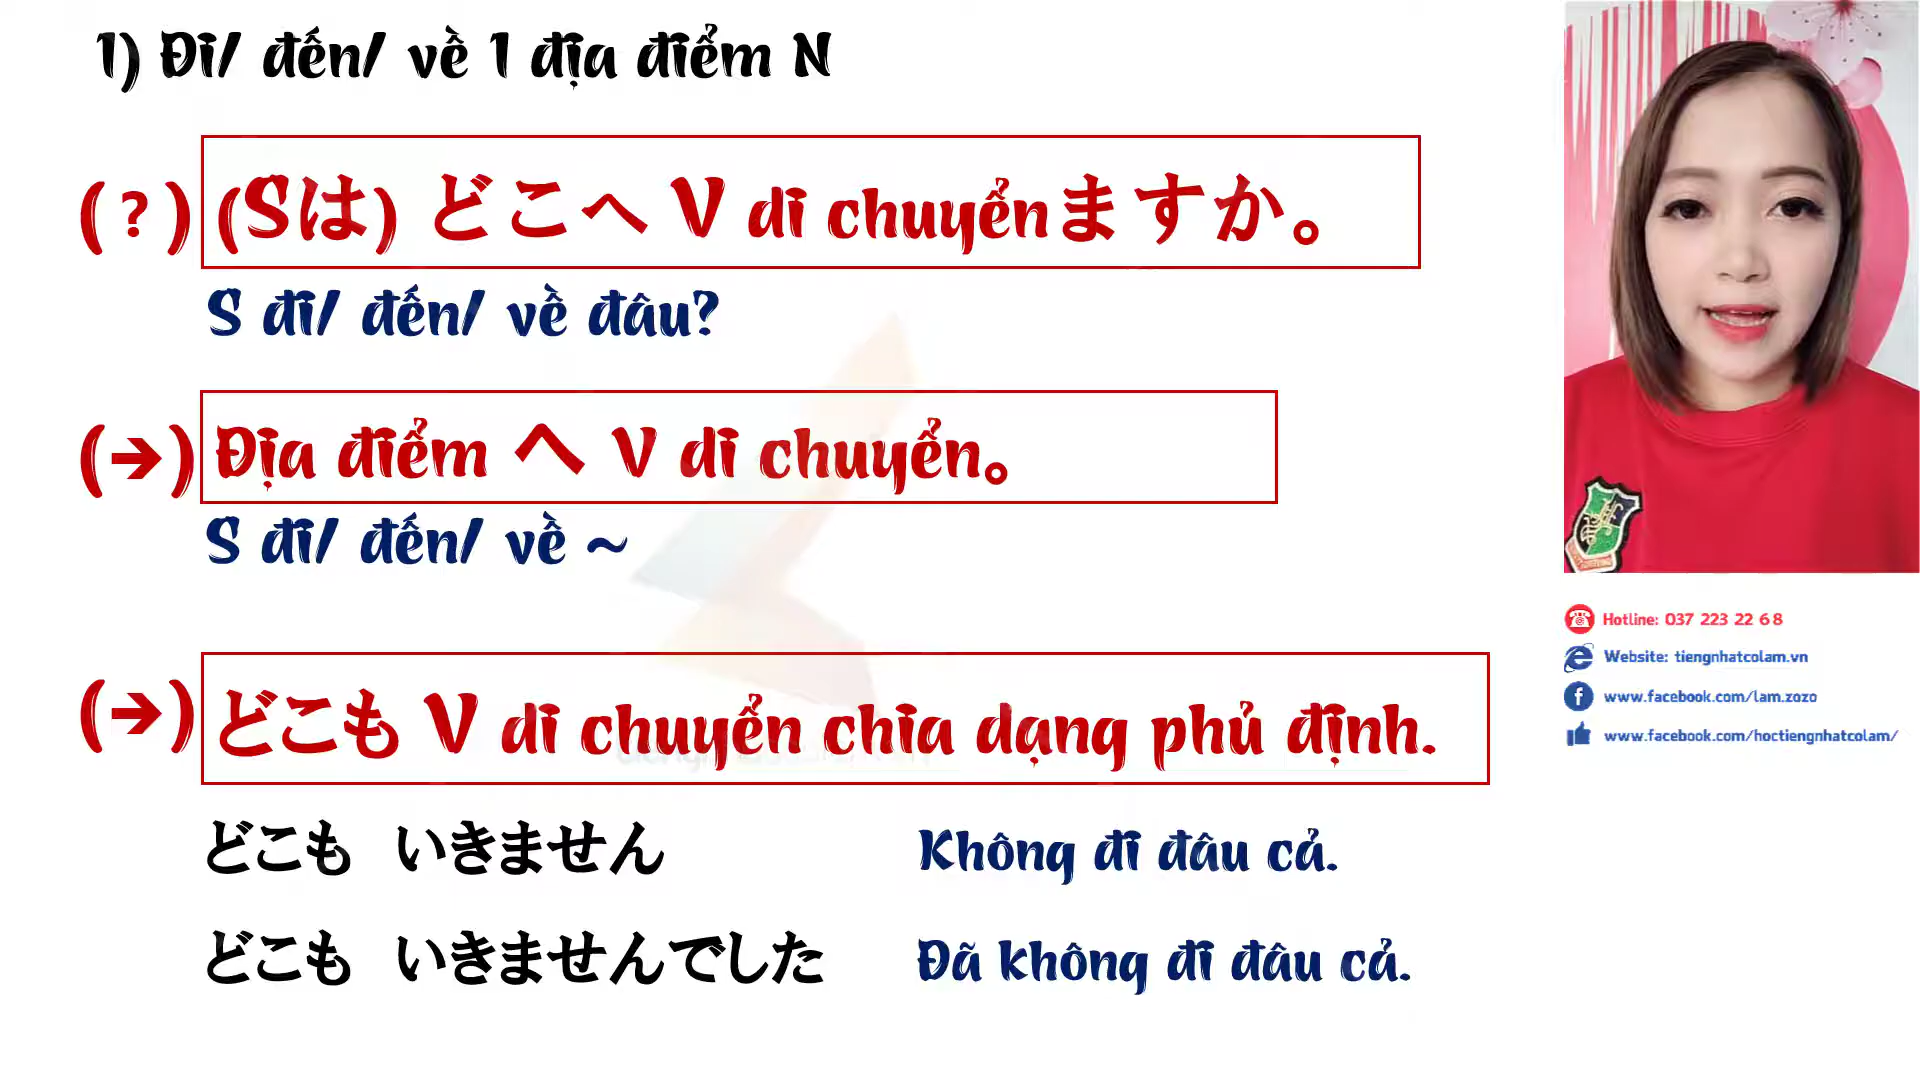 1) Đi/ đến/ về 1 địa điểm N
(?) (Sは) どこへ V di chuyểnますか。
S đi/ đến/ về đâu?
(➔) Địa điểm へ V di chuyển。
S đi/ đến/ về ~
(➔) どこも V di chuyển chia dạng phủ định.
どこも いきません Không đi đâu cả.
どこも いきませんでした Đã không đi đâu cả.
Hotline: 037 223 22 68
Website: tiengnhatcolam.vn
www.facebook.com/lam.zozo
www.facebook.com/hoctiengnhatcolam/